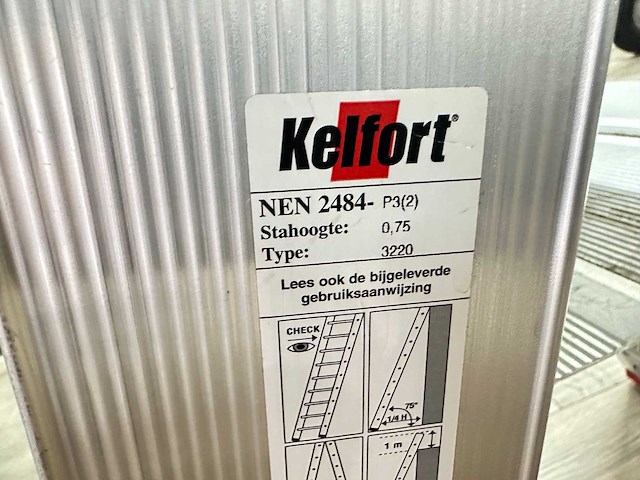 Kelfort®
NEN 2484- P3(2)
Stahoogte: 0,75
Type: 3220
Lees ook de bijgeleverde
gebruiksaanwijzing
CHECK
75°
1/4 H
1 m